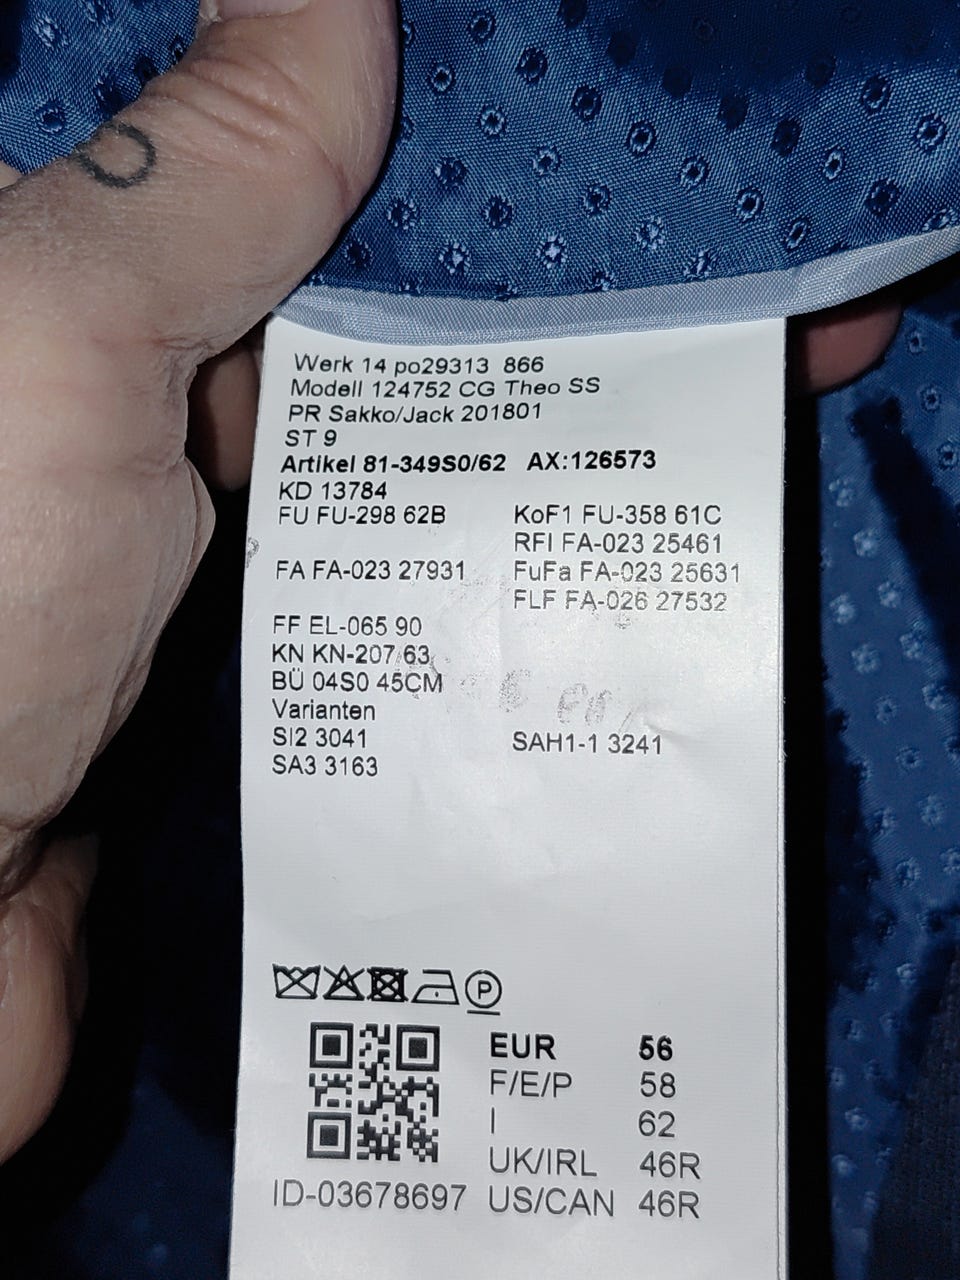 Werk 14 po29313 866
Modell 124752 CG Theo SS
PR Sakko/Jack 201801
ST 9
Artikel 81-349S0/62 AX:126573
KD 13784
FU FU-298 62B KoF1 FU-358 61C
RFI FA-023 25461
FA FA-023 27931 FuFa FA-023 25631
FLF FA-026 27532
FF EL-065 90
KN KN-207 63
BÜ 04S0 45CM
Varianten
SI2 3041 SAH1-1 3241
SA3 3163
P
EUR 56
F/E/P 58
I 62
UK/IRL 46R
ID-03678697 US/CAN 46R